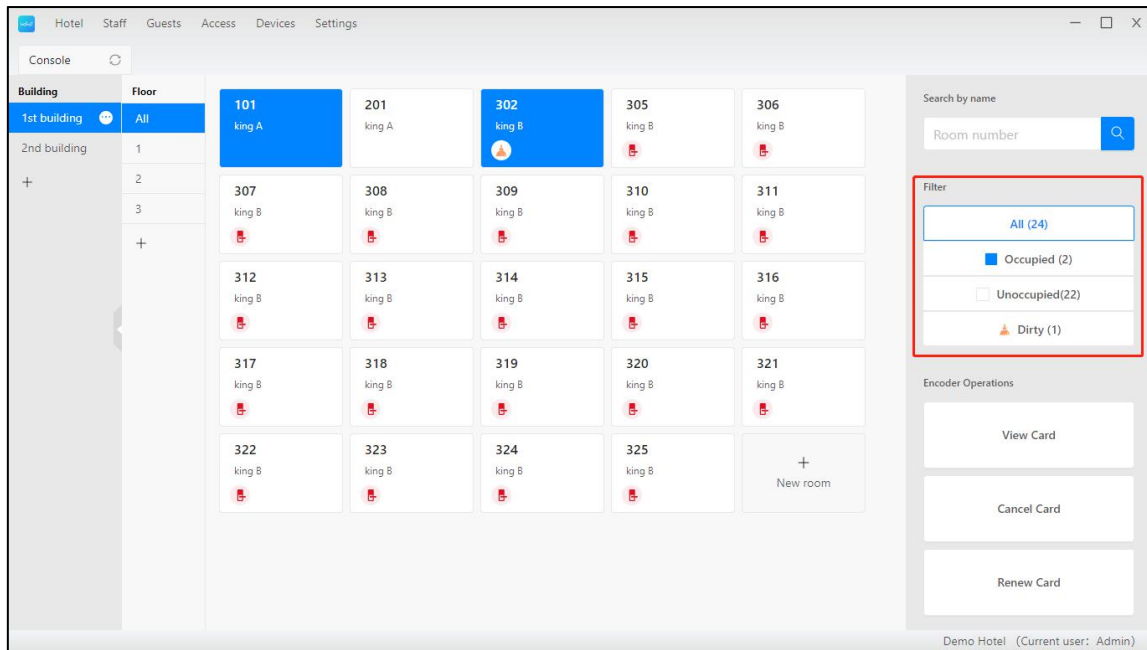 Hotel Staff Guests Access Devices Settings
Console
Building
1st building
2nd building
+
Floor
All
1
2
3
+
101
king A
201
king A
302
king B
305
king B
306
king B
307
king B
308
king B
309
king B
310
king B
311
king B
312
king B
313
king B
314
king B
315
king B
316
king B
317
king B
318
king B
319
king B
320
king B
321
king B
322
king B
323
king B
324
king B
325
king B
+
New room
Search by name
Room number
Filter
All (24)
Occupied (2)
Unoccupied(22)
Dirty (1)
Encoder Operations
View Card
Cancel Card
Renew Card
Demo Hotel (Current user: Admin)